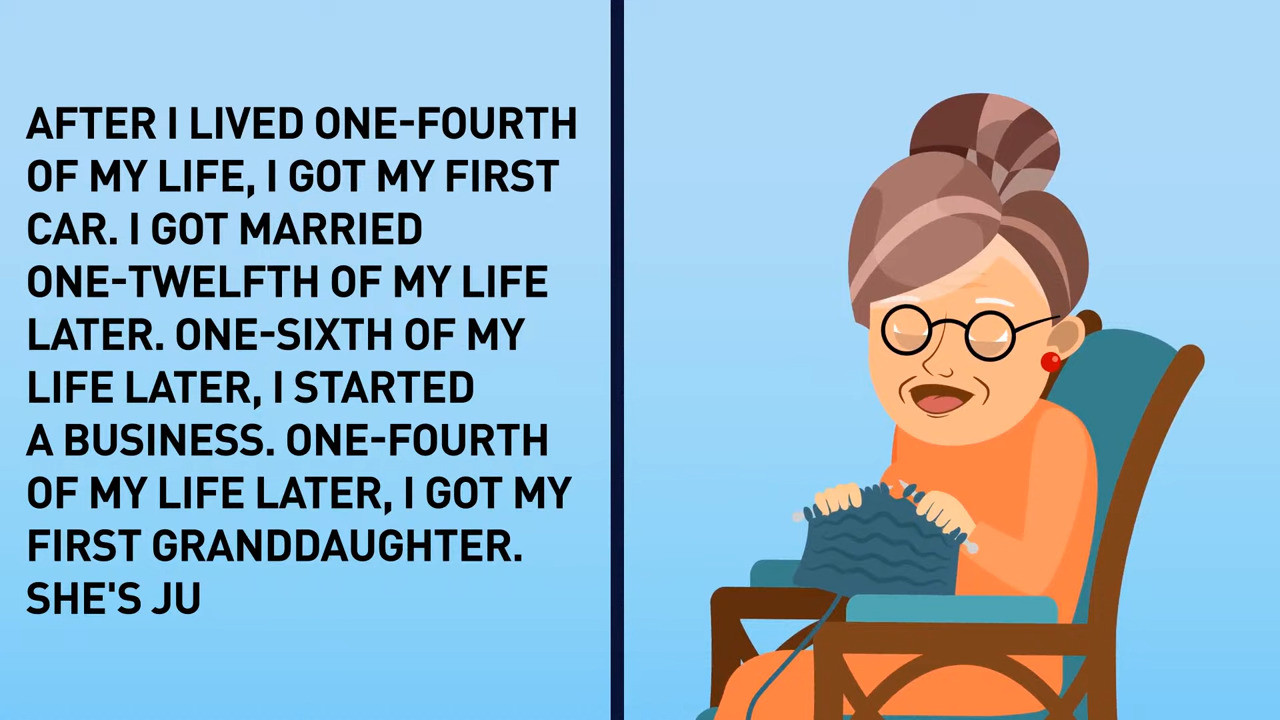 AFTER I LIVED ONE-FOURTH
OF MY LIFE, I GOT MY FIRST
CAR. I GOT MARRIED
ONE-TWELFTH OF MY LIFE
LATER. ONE-SIXTH OF MY
LIFE LATER, I STARTED
A BUSINESS. ONE-FOURTH
OF MY LIFE LATER, I GOT MY
FIRST GRANDDAUGHTER.
SHE'S JU